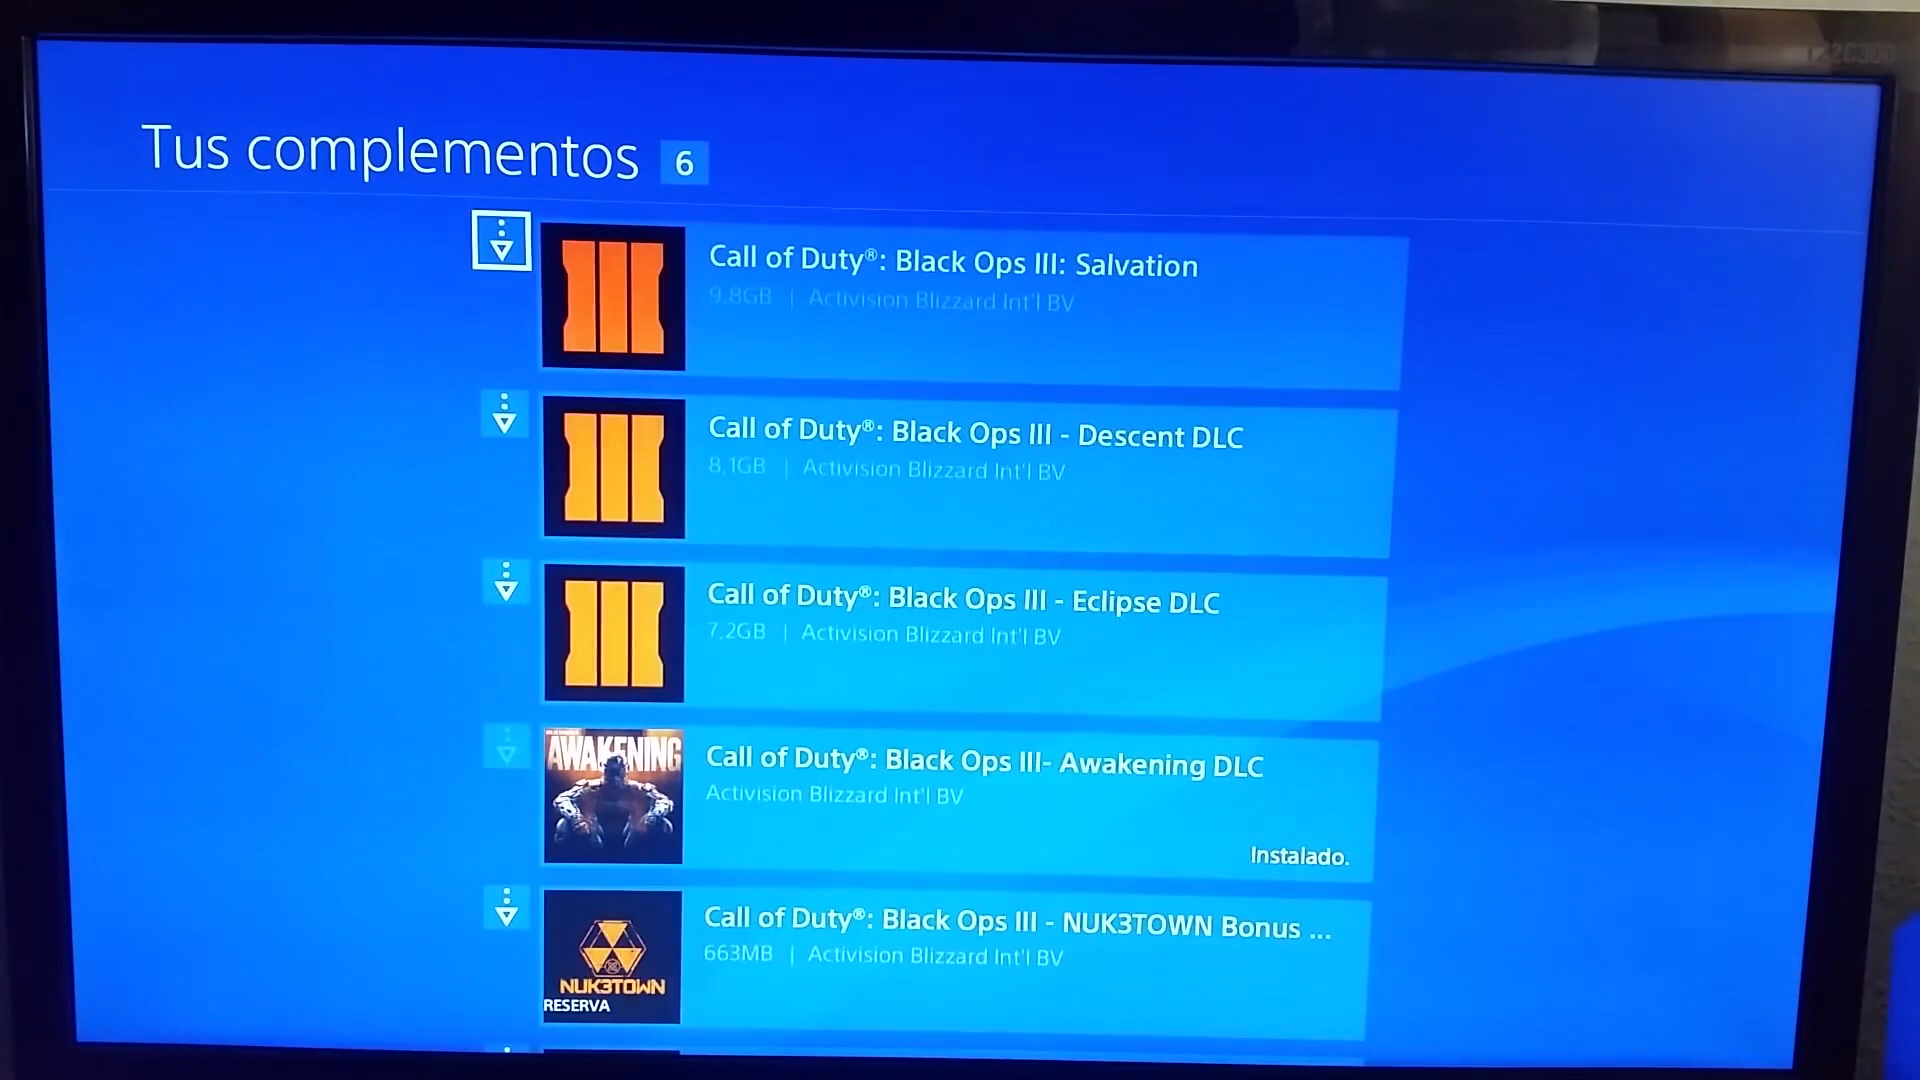 Tus complementos 6
Call of Duty®: Black Ops III: Salvation
9.8GB | Activision Blizzard Int'l BV
Call of Duty®: Black Ops III - Descent DLC
8,1GB | Activision Blizzard Int'l BV
Call of Duty®: Black Ops III - Eclipse DLC
7,2GB | Activision Blizzard Int'l BV
AWAKENING
Call of Duty®: Black Ops III- Awakening DLC
Activision Blizzard Int'l BV
Instalado.
NUK3TOWN
RESERVA
Call of Duty®: Black Ops III - NUK3TOWN Bonus ...
663MB | Activision Blizzard Int'l BV